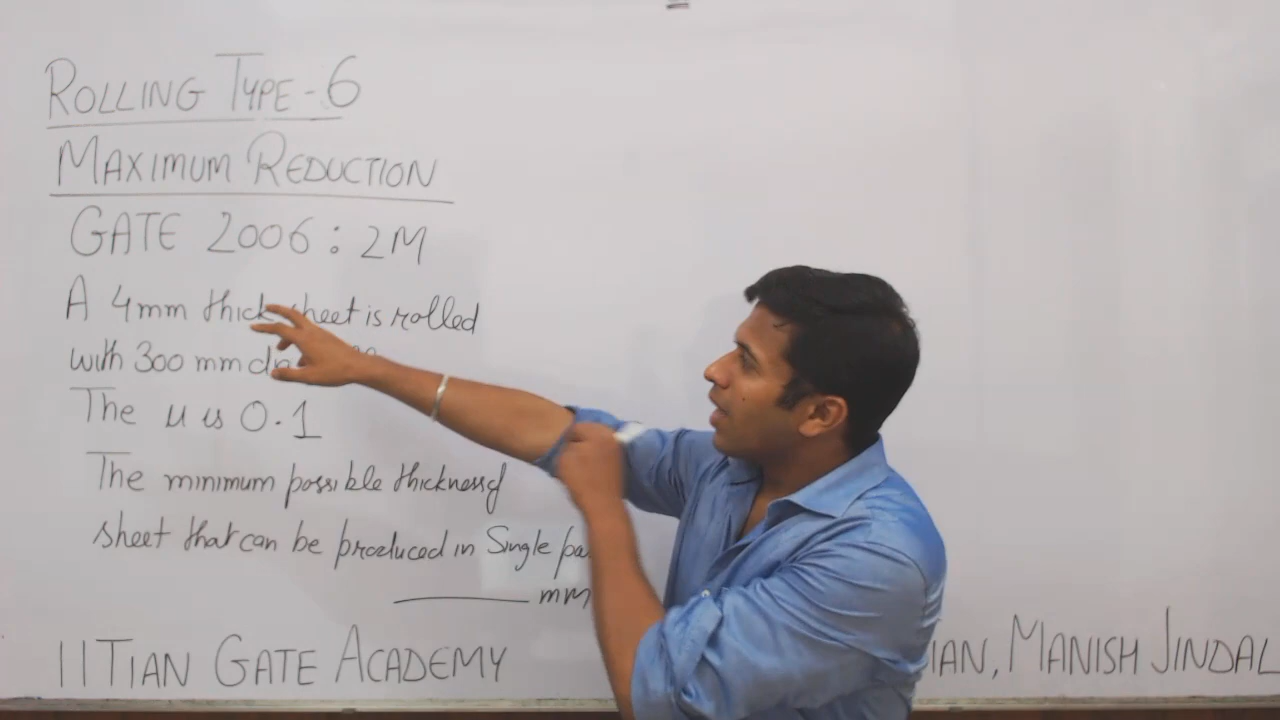 ROLLING TYPE - 6
MAXIMUM REDUCTION
GATE 2006 : 2M
A 4mm thick sheet is rolled
with 300 mm
The μ is 0.1
The minimum possible thickness of
sheet that can be produced in Single
______ mm
IITIAN GATE ACADEMY
IAN, MANISH JINDAL